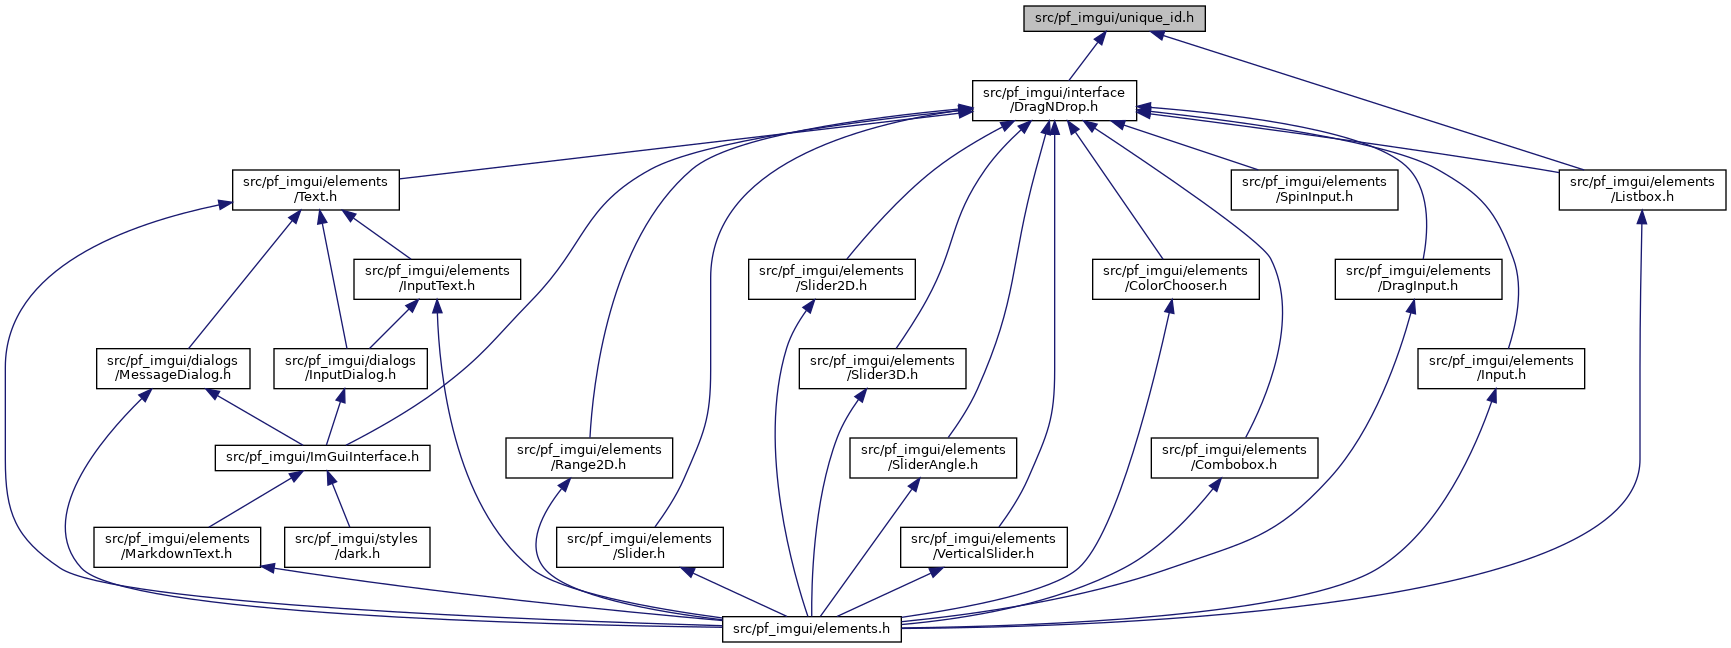 src/pf_imgui/unique_id.h
src/pf_imgui/interface
/DragNDrop.h
src/pf_imgui/elements
/Text.h
src/pf_imgui/elements
/SpinInput.h
src/pf_imgui/elements
/Listbox.h
src/pf_imgui/elements
/InputText.h
src/pf_imgui/elements
/Slider2D.h
src/pf_imgui/elements
/ColorChooser.h
src/pf_imgui/elements
/DragInput.h
src/pf_imgui/dialogs
/MessageDialog.h
src/pf_imgui/dialogs
/InputDialog.h
src/pf_imgui/elements
/Slider3D.h
src/pf_imgui/elements
/Input.h
src/pf_imgui/ImGuiInterface.h
src/pf_imgui/elements
/Range2D.h
src/pf_imgui/elements
/SliderAngle.h
src/pf_imgui/elements
/Combobox.h
src/pf_imgui/elements
/MarkdownText.h
src/pf_imgui/styles
/dark.h
src/pf_imgui/elements
/Slider.h
src/pf_imgui/elements
/VerticalSlider.h
src/pf_imgui/elements.h